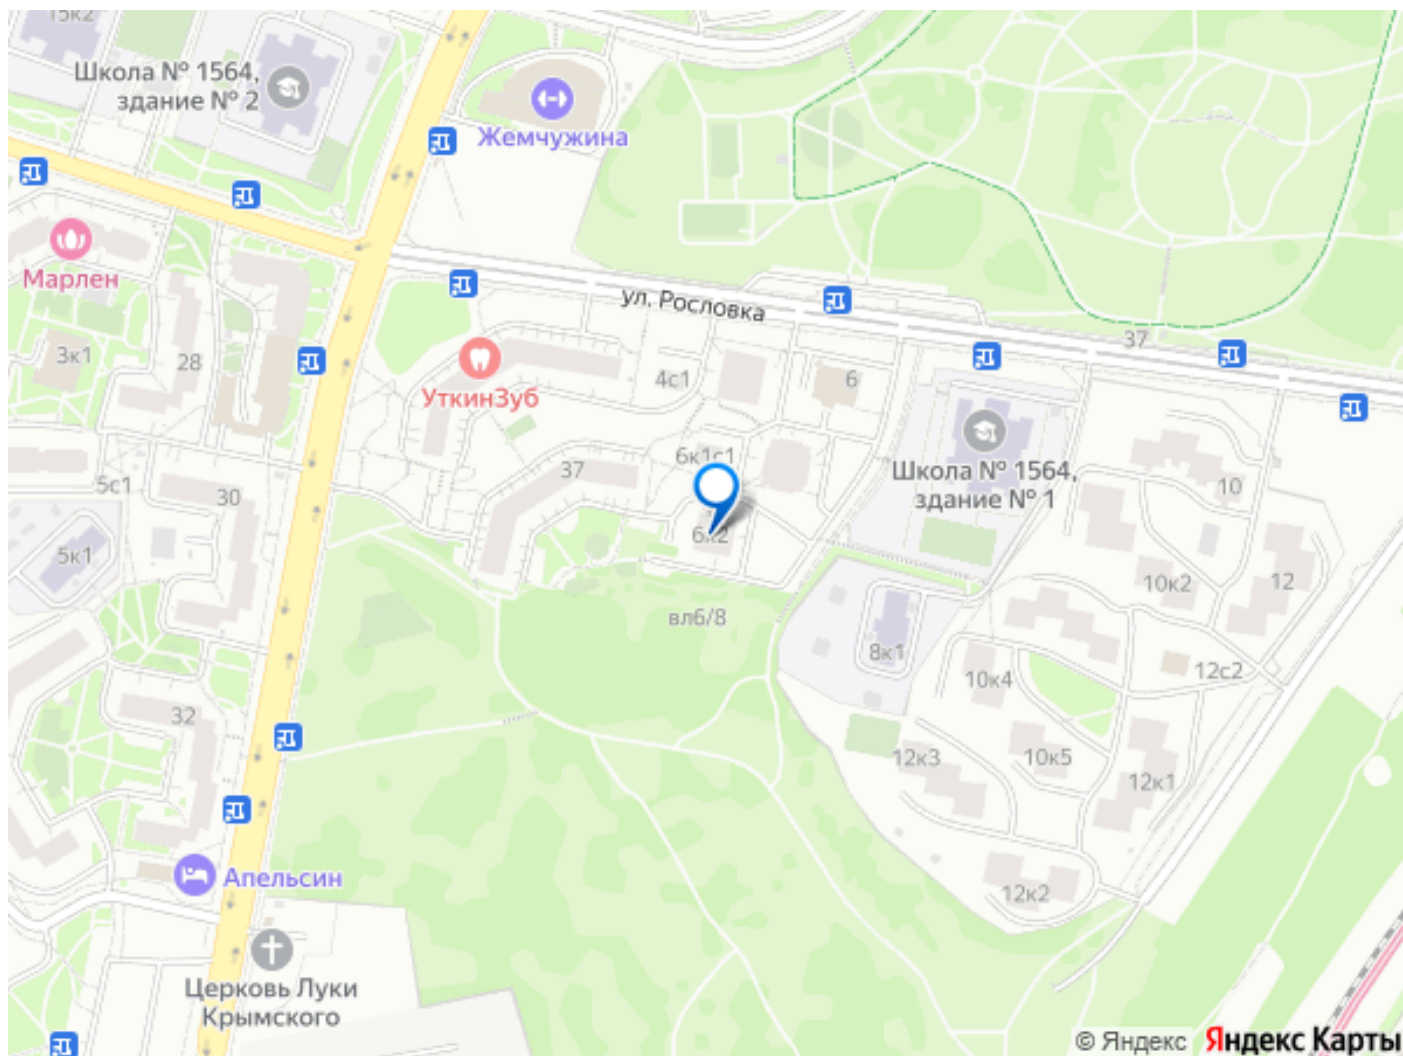 15к2
Школа № 1564,
здание № 2
Жемчужина
Марлен
ул. Рословка
37
3к1
28
УткинЗуб
4с1
6
6к1с1
37
Школа № 1564,
здание № 1
10
5с1
30
6к2
5к1
10к2
12
вл6/8
8к1
12с2
10к4
32
12к3
10к5
12к1
Апельсин
12к2
Церковь Луки
Крымского
© Яндекс Яндекс Карты